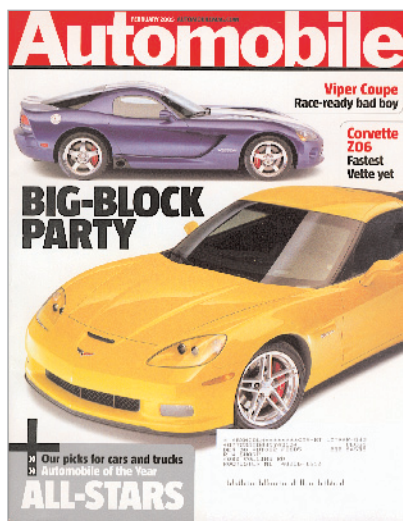 FEBRUARY 2005
Automobile
Viper Coupe
Race-ready bad boy
Corvette
Z06
Fastest
Vette yet
BIG-BLOCK
PARTY
» Our picks for cars and trucks
» Automobile of the Year
ALL-STARS